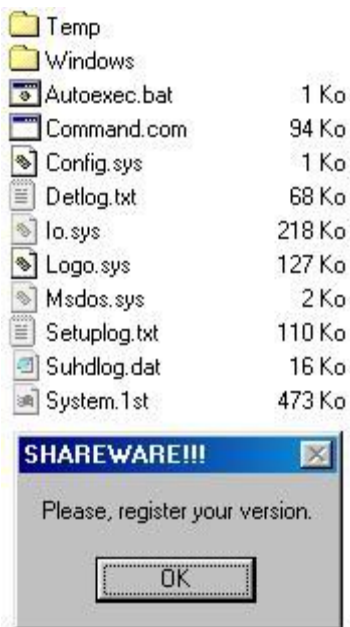 Temp
Windows
Autoexec.bat 1 Ko
Command.com 94 Ko
Config.sys 1 Ko
Detlog.txt 68 Ko
Io.sys 218 Ko
Logo.sys 127 Ko
Msdos.sys 2 Ko
Setuplog.txt 110 Ko
Suhdlog.dat 16 Ko
System.1st 473 Ko
SHAREWARE!!!
Please, register your version.
OK